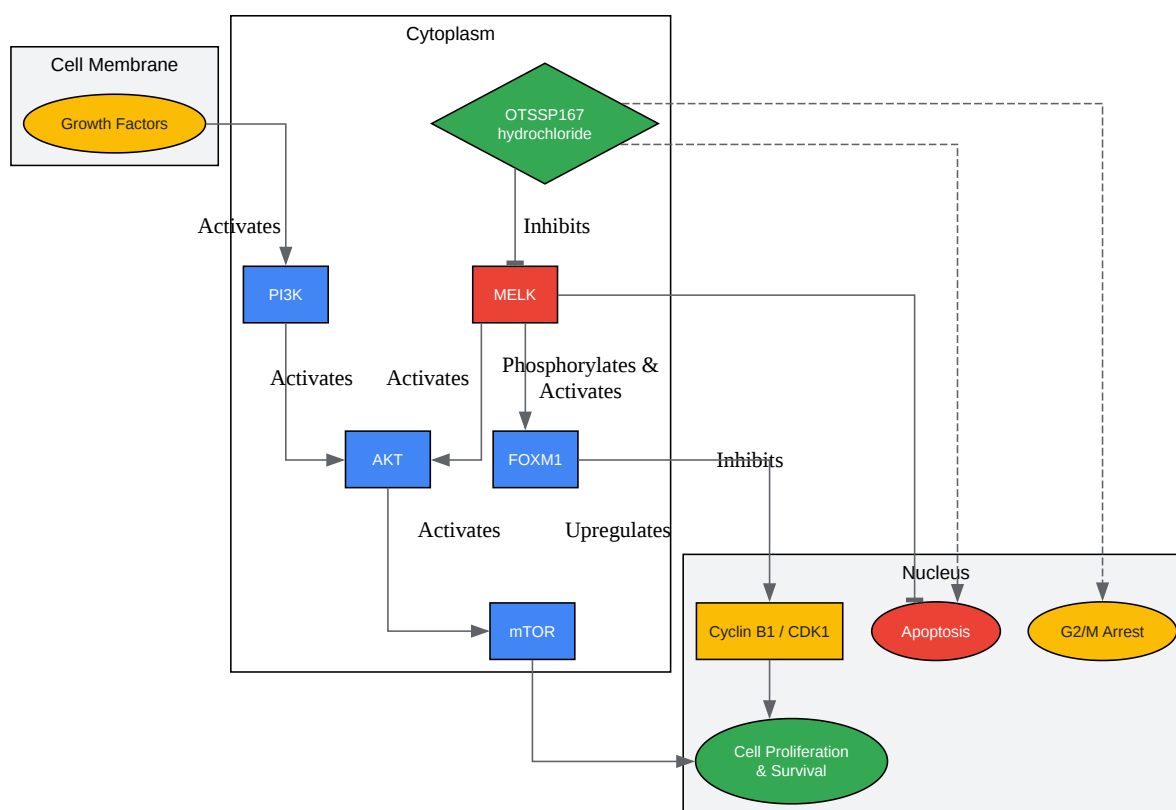 Cytoplasm
Cell Membrane
Growth Factors
OTSSP167
hydrochloride
Activates
Inhibits
PI3K
MELK
Activates
Activates
Phosphorylates &
Activates
AKT
FOXM1
Inhibits
Activates
Upregulates
Nucleus
mTOR
Cyclin B1 / CDK1
Apoptosis
G2/M Arrest
Cell Proliferation
& Survival